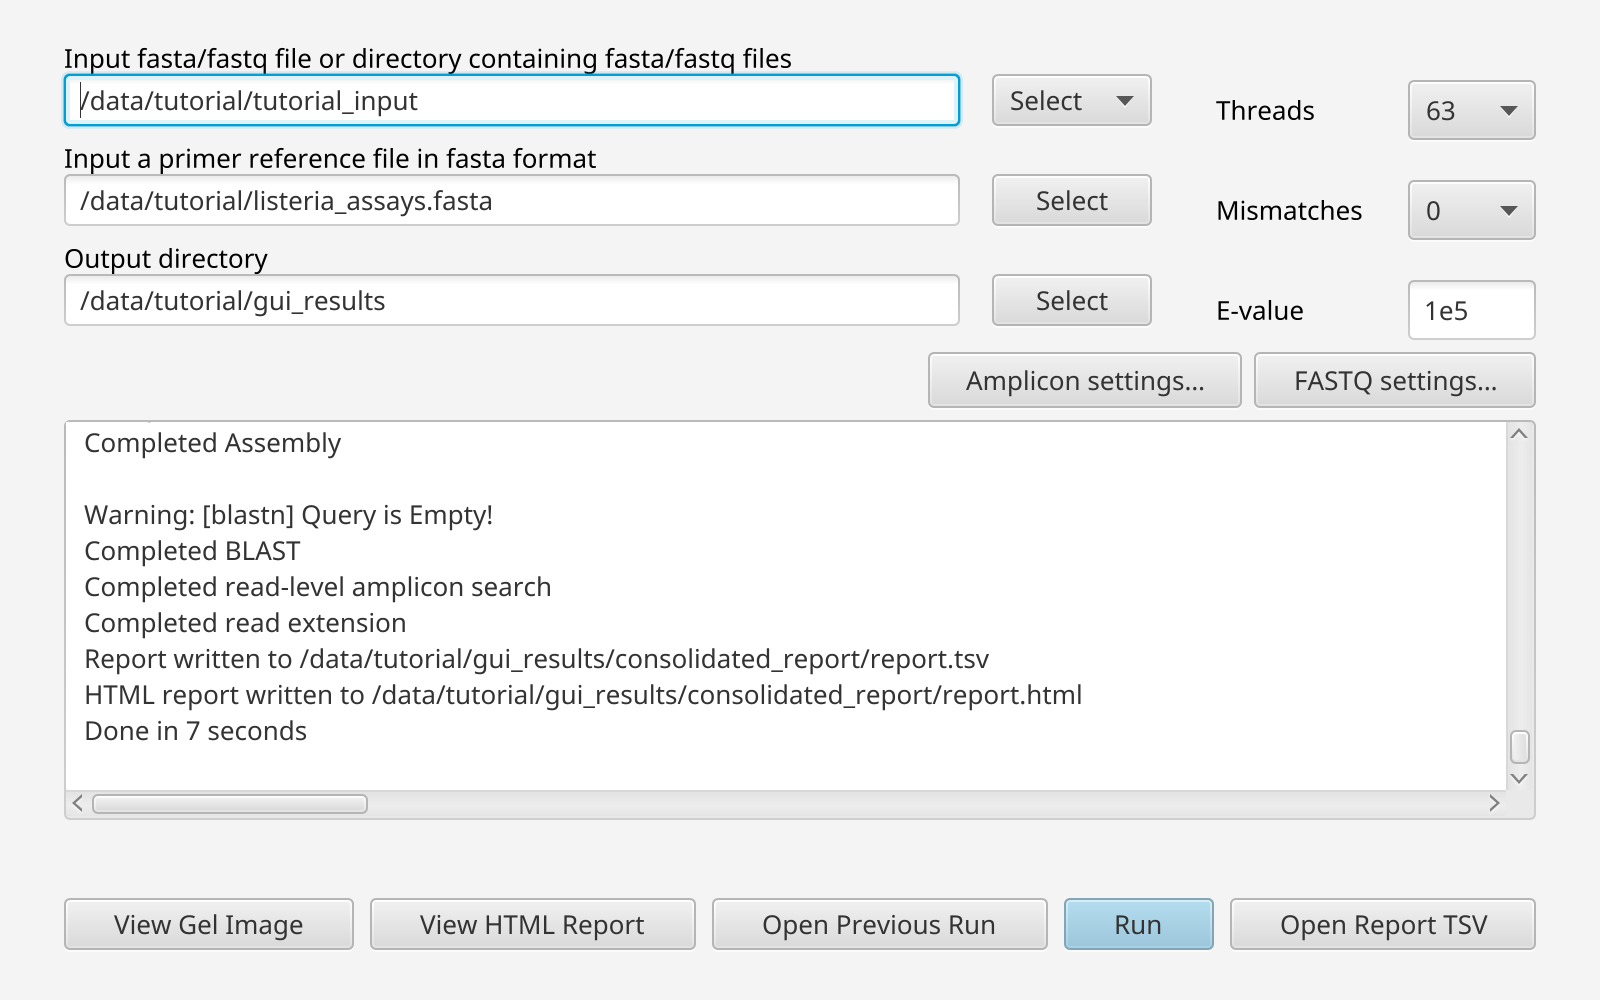 Input fasta/fastq file or directory containing fasta/fastq files
/data/tutorial/tutorial_input
Select
Threads
63
Input a primer reference file in fasta format
/data/tutorial/listeria_assays.fasta
Select
Mismatches
0
Output directory
/data/tutorial/gui_results
Select
E-value
1e5
Amplicon settings...
FASTQ settings...
Completed Assembly
Warning: [blastn] Query is Empty!
Completed BLAST
Completed read-level amplicon search
Completed read extension
Report written to /data/tutorial/gui_results/consolidated_report/report.tsv
HTML report written to /data/tutorial/gui_results/consolidated_report/report.html
Done in 7 seconds
View Gel Image
View HTML Report
Open Previous Run
Run
Open Report TSV